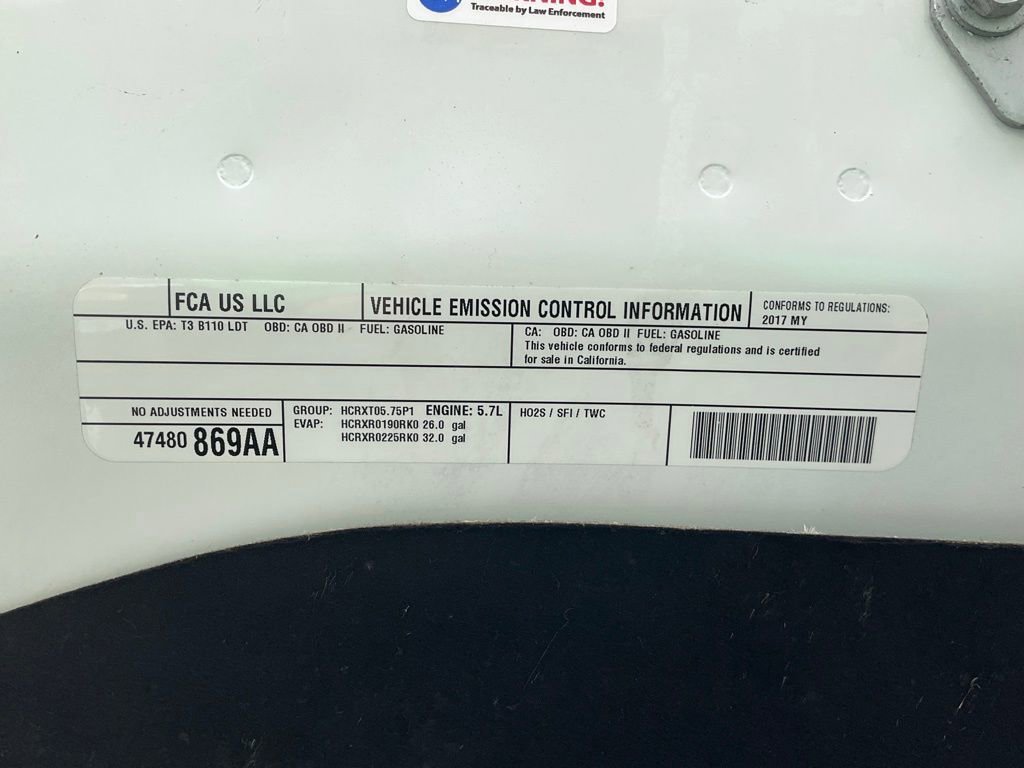 Traceable by Law Enforcement
FCA US LLC
VEHICLE EMISSION CONTROL INFORMATION
CONFORMS TO REGULATIONS:
2017 MY
U.S. EPA: T3 B110 LDT OBD: CA OBD II FUEL: GASOLINE
CA: OBD: CA OBD II FUEL: GASOLINE
This vehicle conforms to federal regulations and is certified
for sale in California.
NO ADJUSTMENTS NEEDED
47480 869AA
GROUP: HCRXT05.75P1 ENGINE: 5.7L
EVAP: HCRXR0190RK0 26.0 gal
HCRXR0225RK0 32.0 gal
HO2S / SFI / TWC